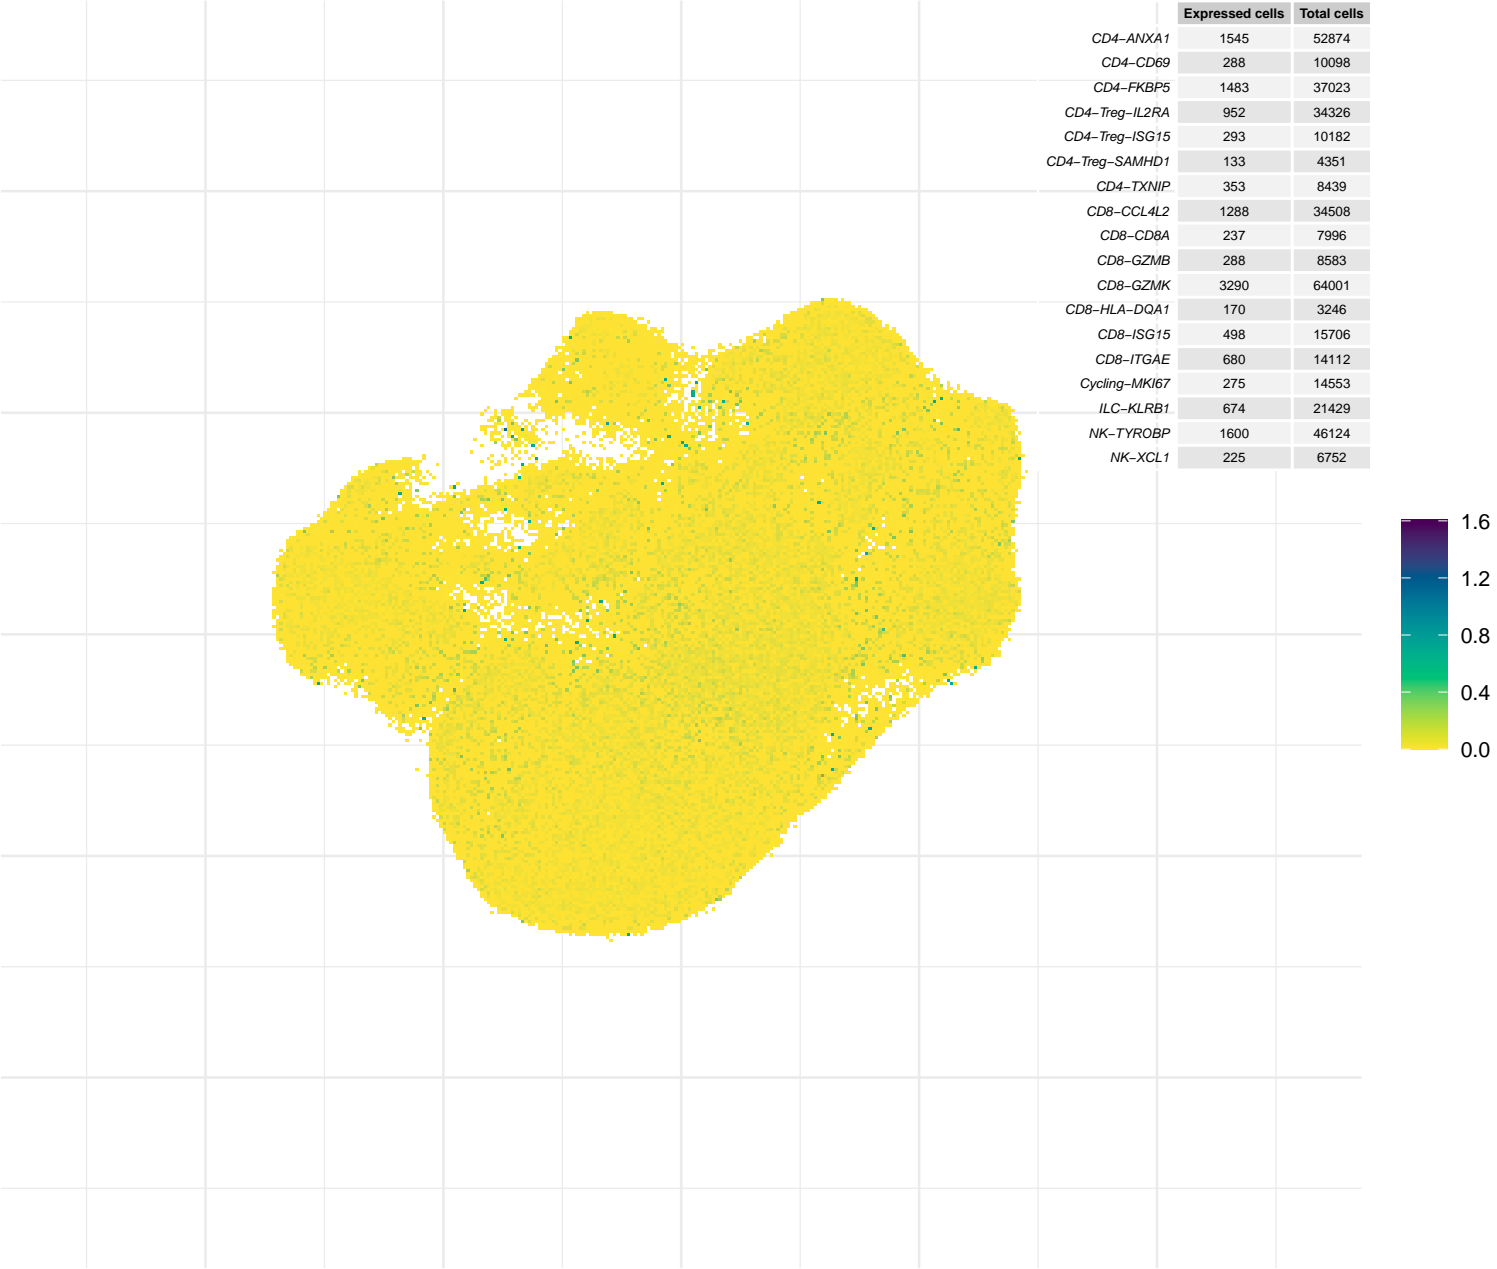 Expressed cells Total cells
CD4−ANXA1 1545 52874
CD4−CD69 288 10098
CD4−FKBP5 1483 37023
CD4−Treg−IL2RA 952 34326
CD4−Treg−ISG15 293 10182
CD4−Treg−SAMHD1 133 4351
CD4−TXNIP 353 8439
CD8−CCL4L2 1288 34508
CD8−CD8A 237 7996
CD8−GZMB 288 8583
CD8−GZMK 3290 64001
CD8−HLA−DQA1 170 3246
CD8−ISG15 498 15706
CD8−ITGAE 680 14112
Cycling−MKI67 275 14553
ILC−KLRB1 674 21429
NK−TYROBP 1600 46124
NK−XCL1 225 6752
1.6
1.2
0.8
0.4
0.0